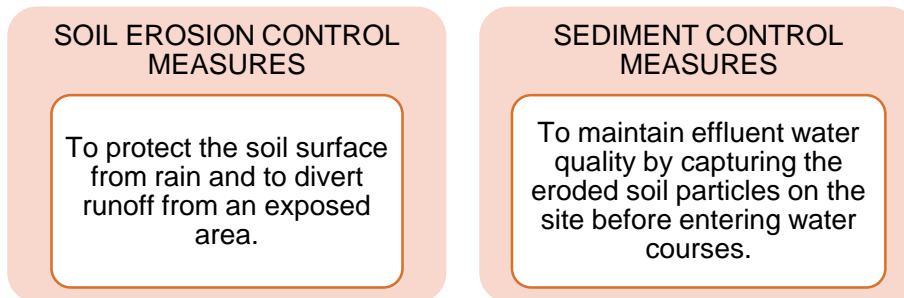 SOIL EROSION CONTROL
MEASURES
To protect the soil surface
from rain and to divert
runoff from an exposed
area.
SEDIMENT CONTROL
MEASURES
To maintain effluent water
quality by capturing the
eroded soil particles on the
site before entering water
courses.